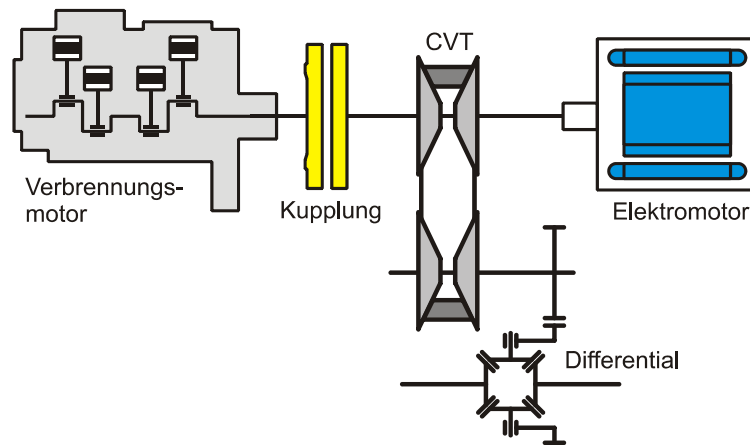 CVT
Verbrennungs-
motor
Kupplung
Elektromotor
Differential